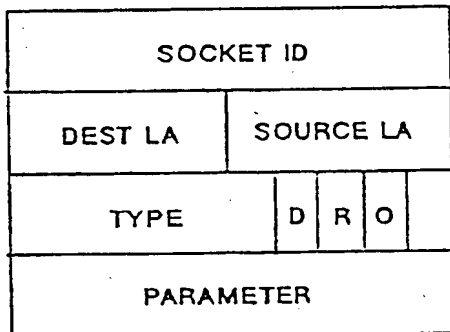 SOCKET ID
DEST LA SOURCE LA
TYPE D R O
PARAMETER